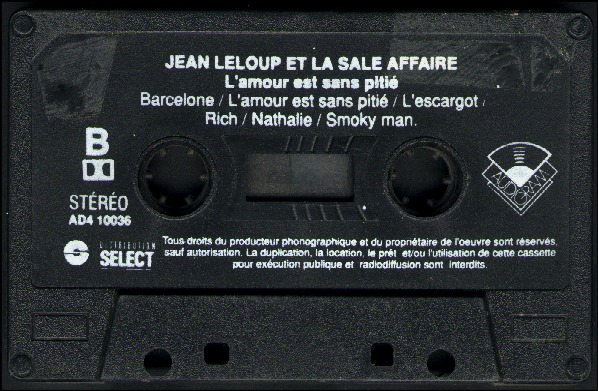 JEAN LELOUP ET LA SALE AFFAIRE
L'amour est sans pitié
Barcelone / L'amour est sans pitié / L'escargot /
Rich / Nathalie / Smoky man.
B
STÉRÉO
AD4 10036
AUDIOGRAM
DISTRIBUTION
SELECT
Tous droits du producteur phonographique et du propriétaire de l'oeuvre sont réservés,
sauf autorisation. La duplication, la location, le prêt et/ou l'utilisation de cette cassette
pour exécution publique et radiodiffusion sont interdits.